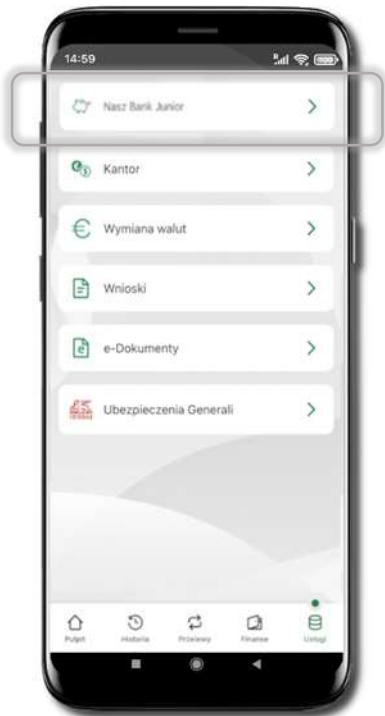 14:59
Nasz Bank Junior
Kantor
Wymiana walut
Wnioski
e-Dokumenty
Ubezpieczenia Generali
Pulpit
Historia
Przelewy
Finanse
Usługi